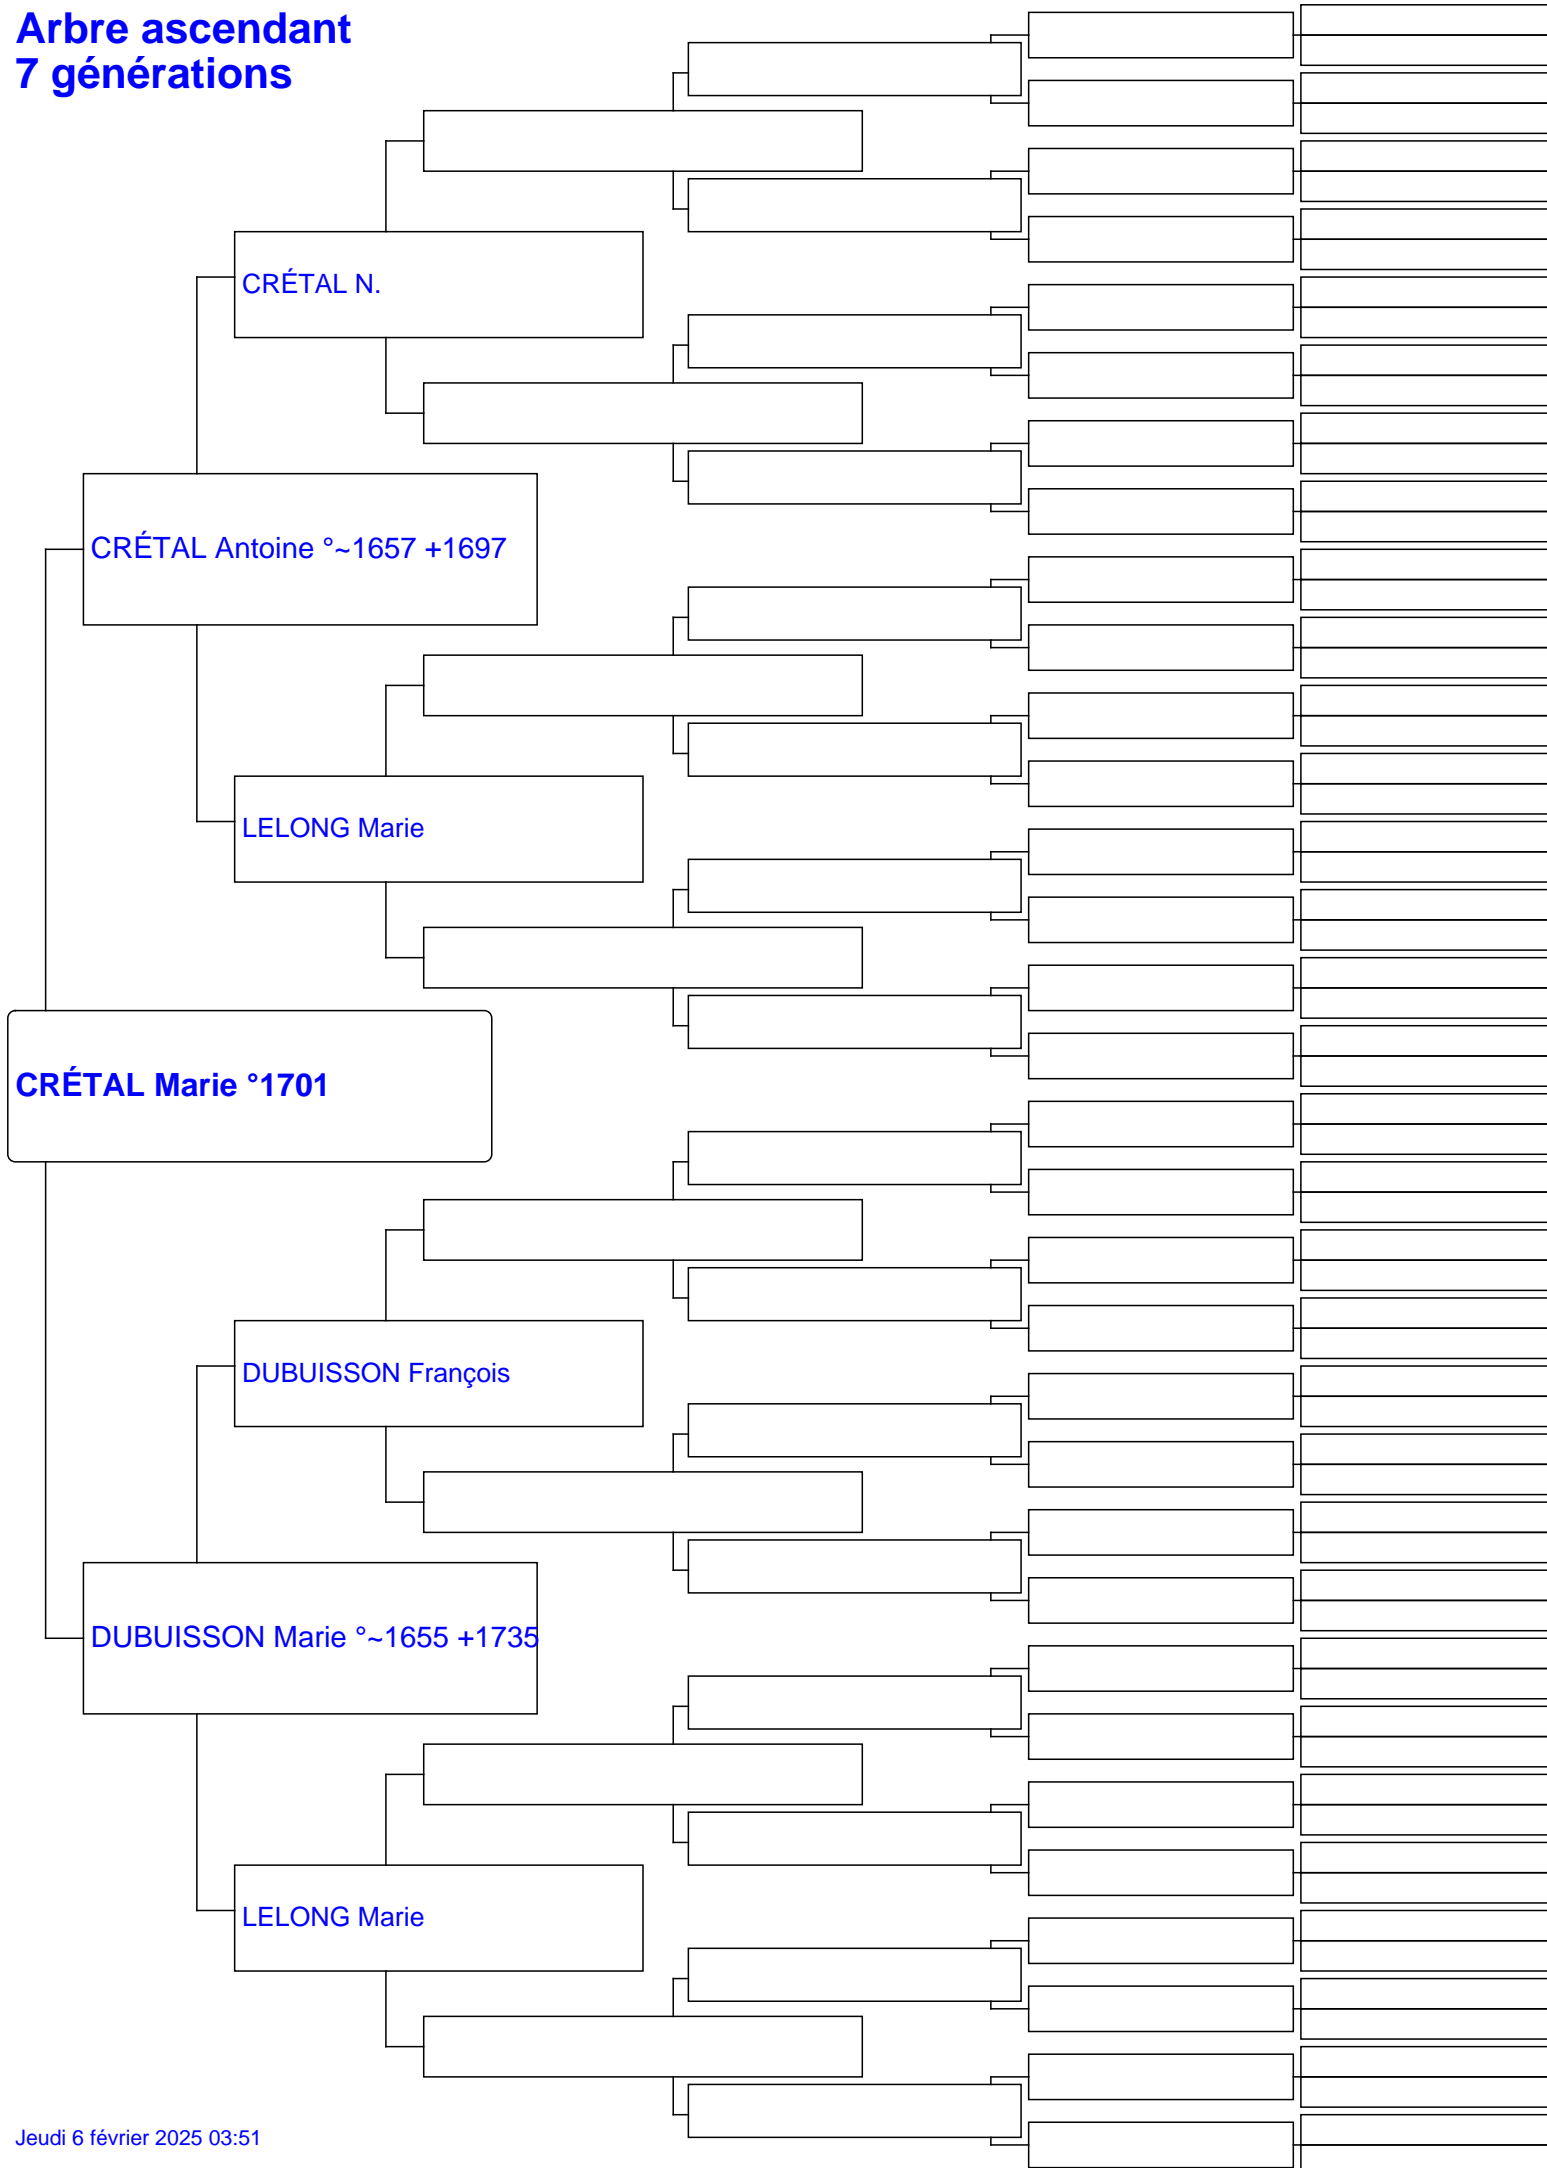 Arbre ascendant
7 générations
CRÉTAL N.
CRÉTAL Antoine °~1657 +1697
LELONG Marie
CRÉTAL Marie °1701
DUBUISSON François
DUBUISSON Marie °~1655 +1735
LELONG Marie
Jeudi 6 février 2025 03:51